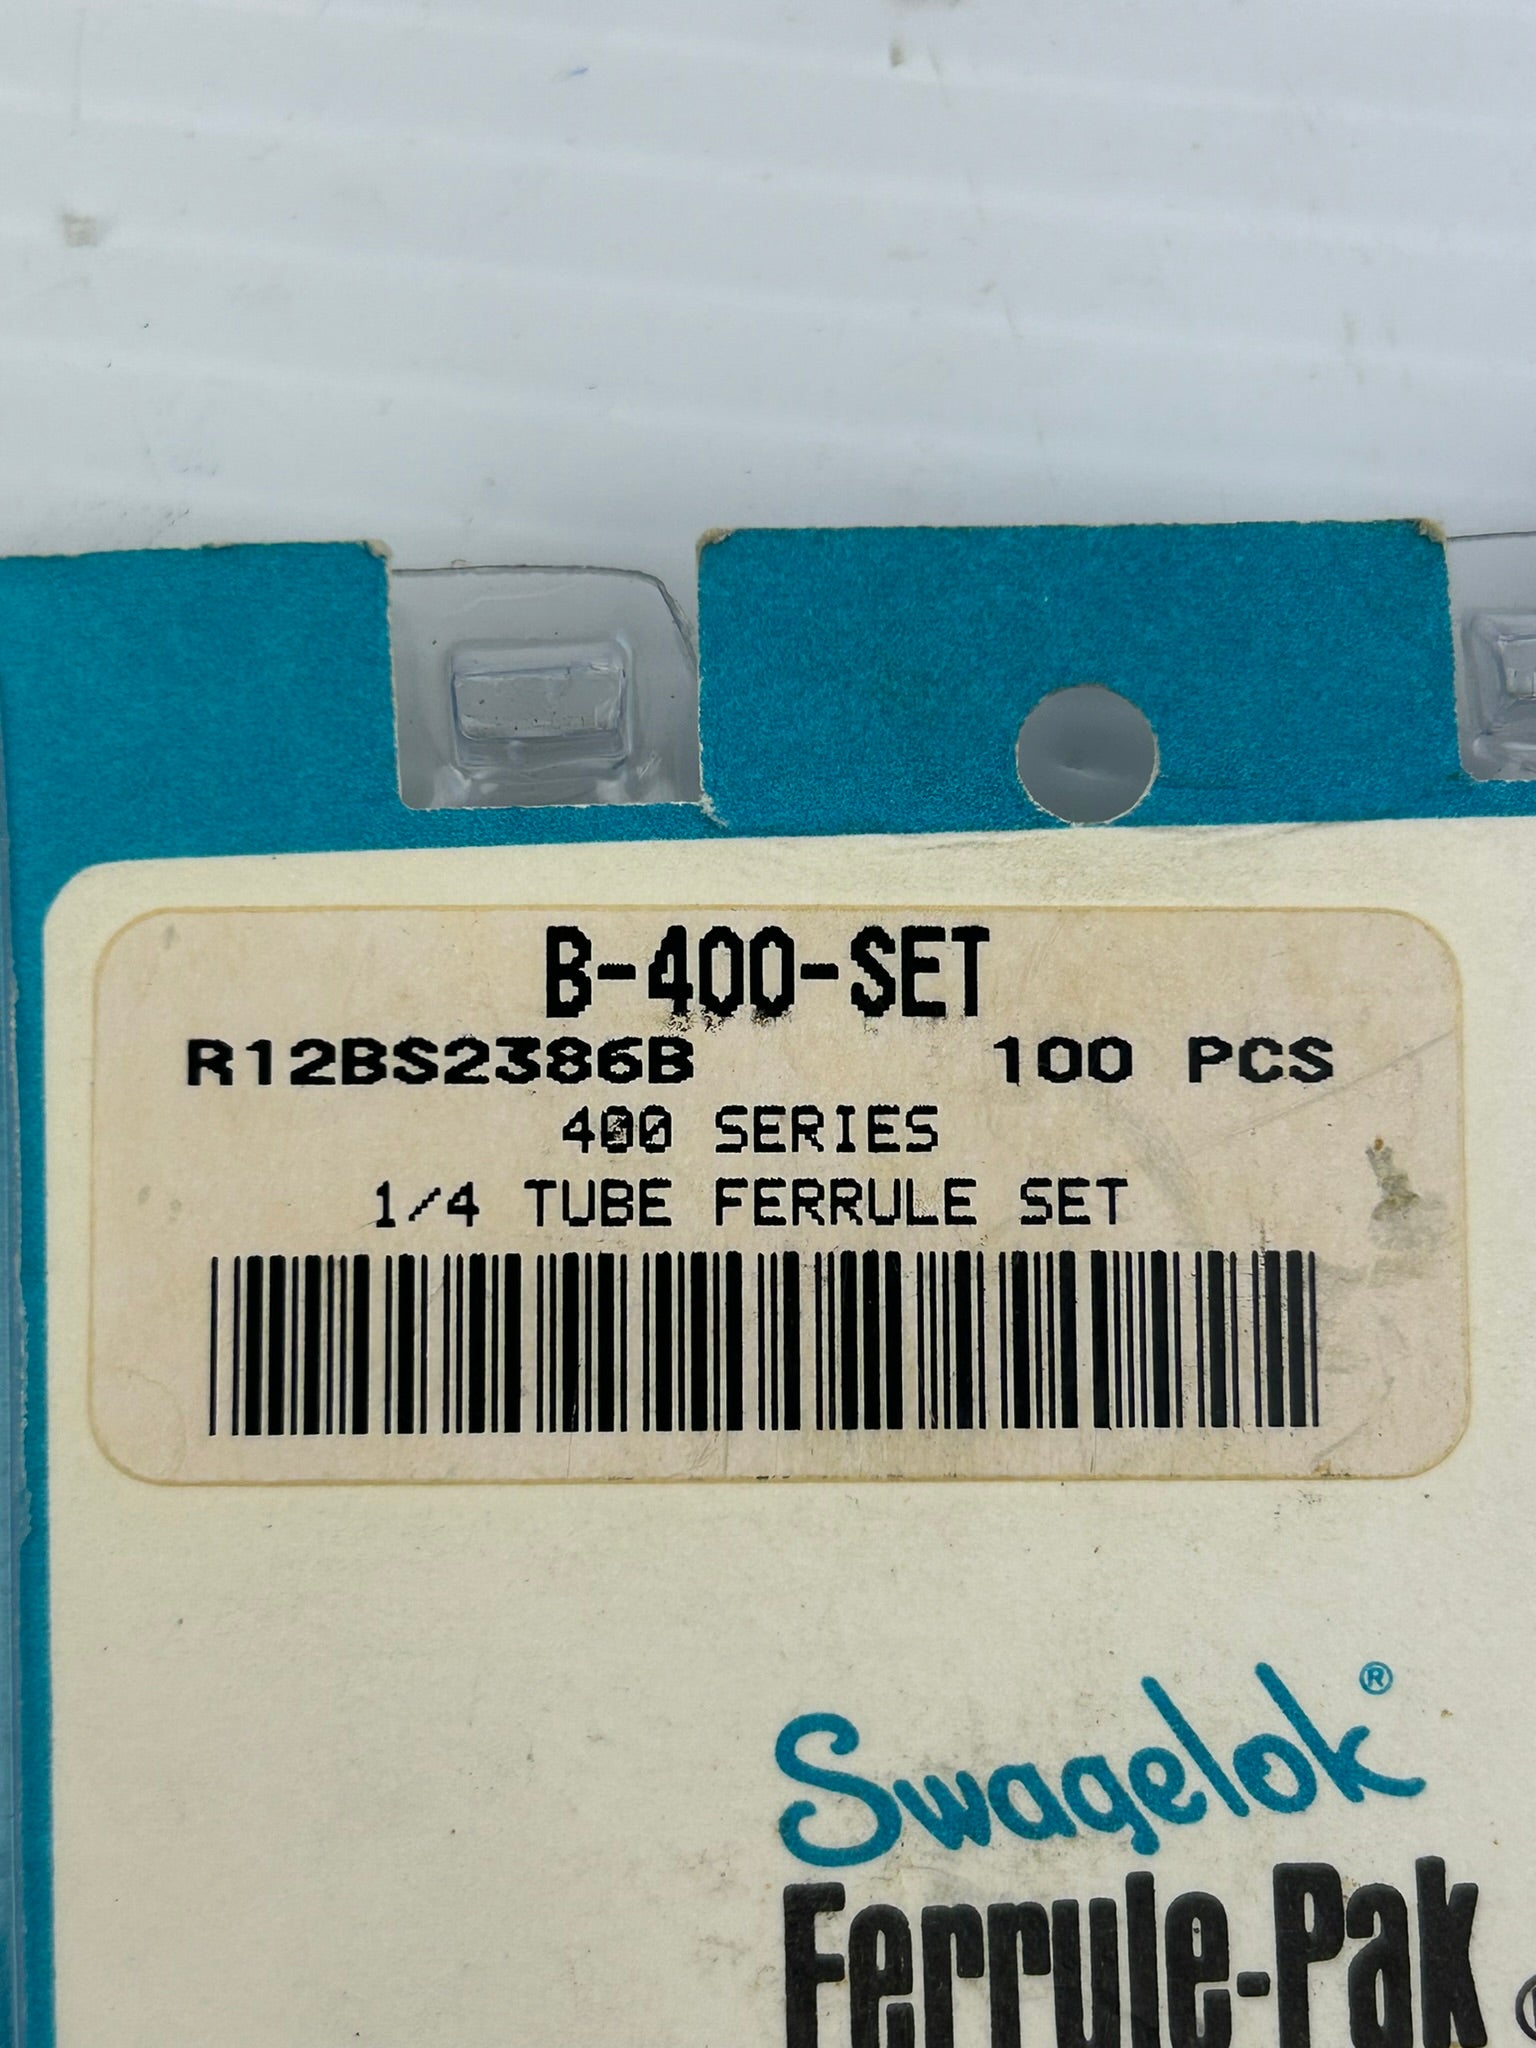 B-400-SET
R12BS2386B 100 PCS
400 SERIES
1/4 TUBE FERRULE SET
Swagelok®
Ferrule-Pak®